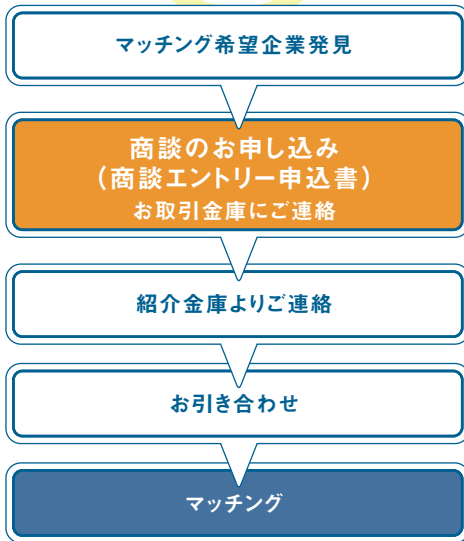 マッチング希望企業発見
商談のお申し込み
（商談エントリー申込書）
お取引金庫にご連絡
紹介金庫よりご連絡
お引き合わせ
マッチング